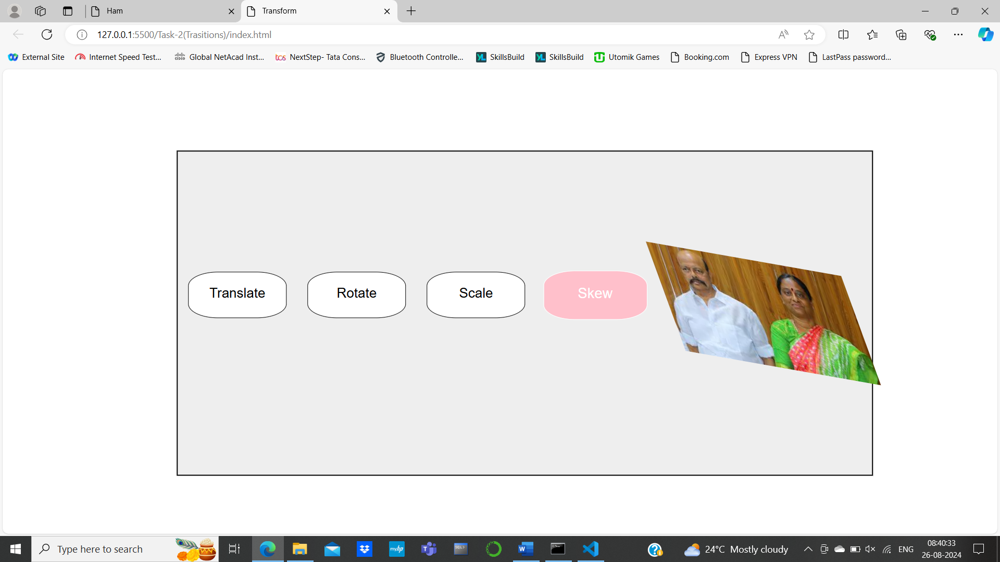 Ham
Transform
127.0.0.1:5500/Task-2(Trasitions)/index.html
External Site
Internet Speed Test...
Global NetAcad Inst...
NextStep- Tata Cons...
Bluetooth Controlle...
SkillsBuild
SkillsBuild
Utomik Games
Booking.com
Express VPN
LastPass password...
Translate
Rotate
Scale
Skew
Type here to search
24°C Mostly cloudy
ENG
08:40:33
26-08-2024